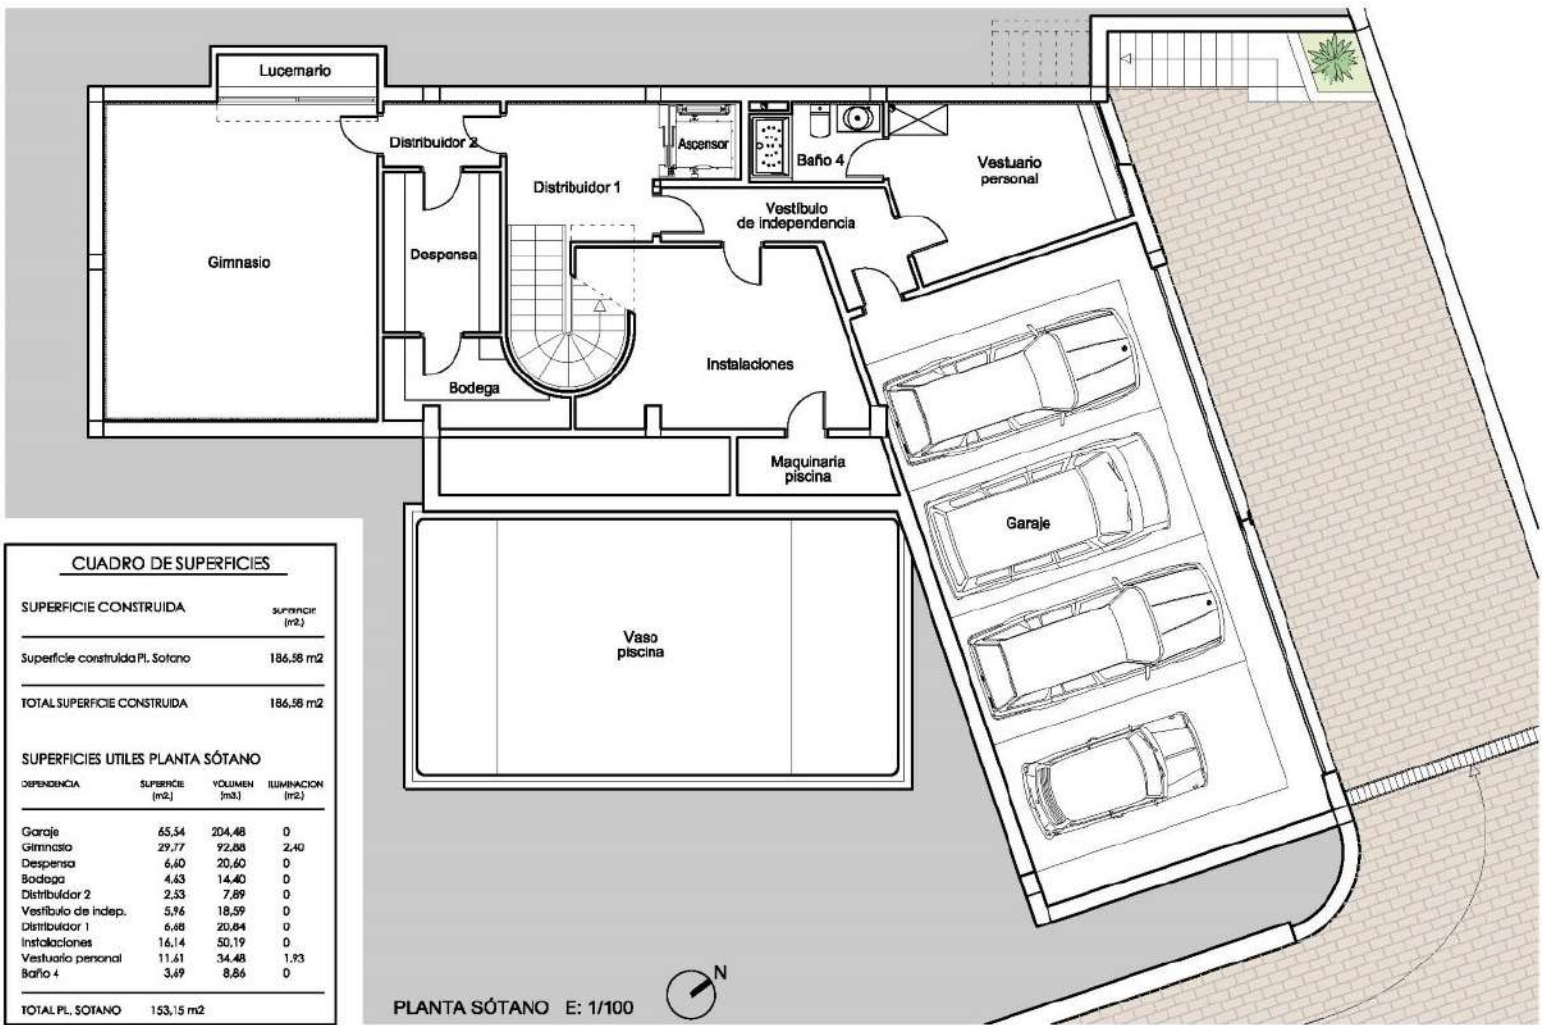 Lucernario
Distribuidor 2
Ascensor
Baño 4
Vestuario
personal
Distribuidor 1
Vestíbulo
de independencia
Gimnasio
Despensa
Instalaciones
Bodega
Maquinaria
piscina
Garaje
Vaso
piscina
CUADRO DE SUPERFICIES
SUPERFICIE CONSTRUIDA SUPERFICIE
(m2.)
Superficie construida Pl. Sotano 186,58 m2
TOTAL SUPERFICIE CONSTRUIDA 186,58 m2
SUPERFICIES UTILES PLANTA SÓTANO
DEPENDENCIA SUPERFICIE VOLUMEN ILUMINACION
(m2.) (m3.) (m2.)
Garaje 65,54 204,48 0
Gimnasio 29,77 92,88 2,40
Despensa 6,60 20,60 0
Bodega 4,63 14,40 0
Distribuidor 2 2,53 7,89 0
Vestíbulo de indep. 5,96 18,59 0
Distribuidor 1 6,68 20,84 0
Instalaciones 16,14 50,19 0
Vestuario personal 11,61 34,48 1,93
Baño 4 3,69 8,86 0
TOTAL PL. SOTANO 153,15 m2
PLANTA SÓTANO E: 1/100
N